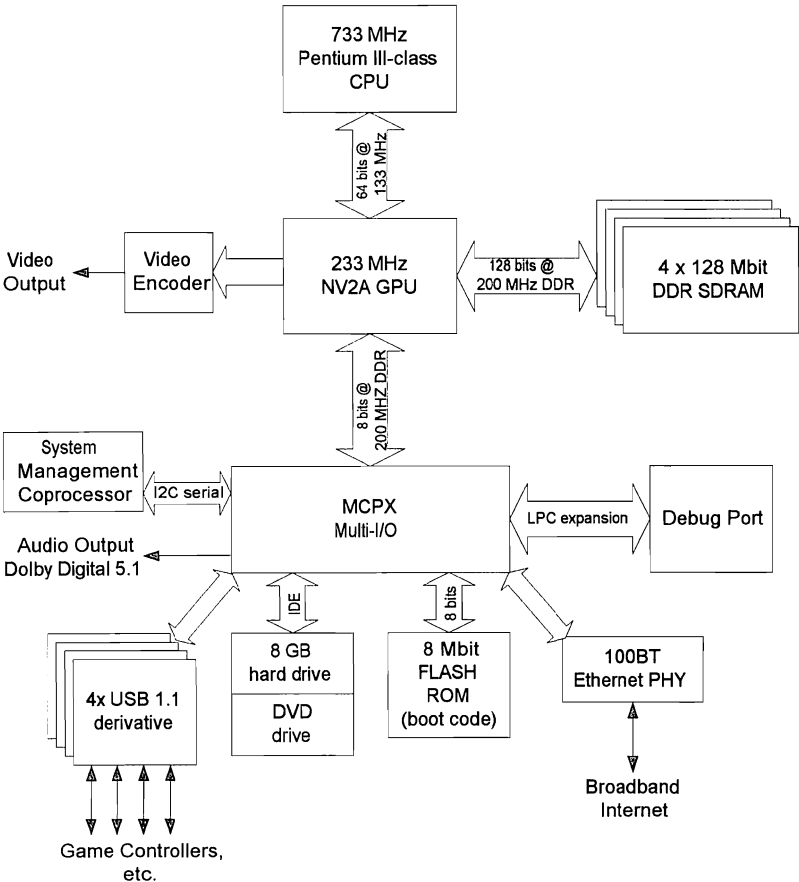 733 MHz
Pentium III-class
CPU
64 bits @
133 MHz
Video
Output
Video
Encoder
233 MHz
NV2A GPU
128 bits @
200 MHz DDR
4 x 128 Mbit
DDR SDRAM
8 bits @
200 MHZ DDR
System
Management
Coprocessor
I2C serial
MCPX
Multi-I/O
LPC expansion
Debug Port
Audio Output
Dolby Digital 5.1
IDE
8 bits
4x USB 1.1
derivative
8 GB
hard drive
DVD
drive
8 Mbit
FLASH
ROM
(boot code)
100BT
Ethernet PHY
Broadband
Internet
Game Controllers,
etc.